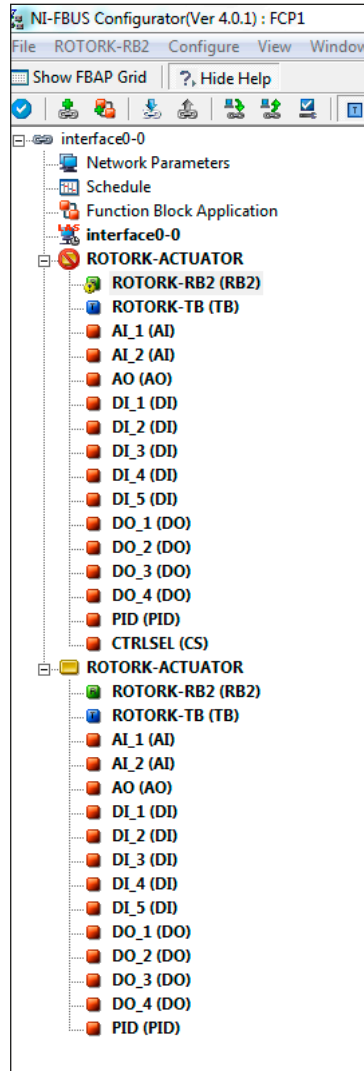 NI-FBUS Configurator(Ver 4.0.1) : FCP1
File ROTORK-RB2 Configure View Window
Show FBAP Grid ?, Hide Help
interface0-0
Network Parameters
Schedule
Function Block Application
LAS interface0-0
ROTORK-ACTUATOR
ROTORK-RB2 (RB2)
ROTORK-TB (TB)
AI_1 (AI)
AI_2 (AI)
AO (AO)
DI_1 (DI)
DI_2 (DI)
DI_3 (DI)
DI_4 (DI)
DI_5 (DI)
DO_1 (DO)
DO_2 (DO)
DO_3 (DO)
DO_4 (DO)
PID (PID)
CTRLSEL (CS)
ROTORK-ACTUATOR
ROTORK-RB2 (RB2)
ROTORK-TB (TB)
AI_1 (AI)
AI_2 (AI)
AO (AO)
DI_1 (DI)
DI_2 (DI)
DI_3 (DI)
DI_4 (DI)
DI_5 (DI)
DO_1 (DO)
DO_2 (DO)
DO_3 (DO)
DO_4 (DO)
PID (PID)